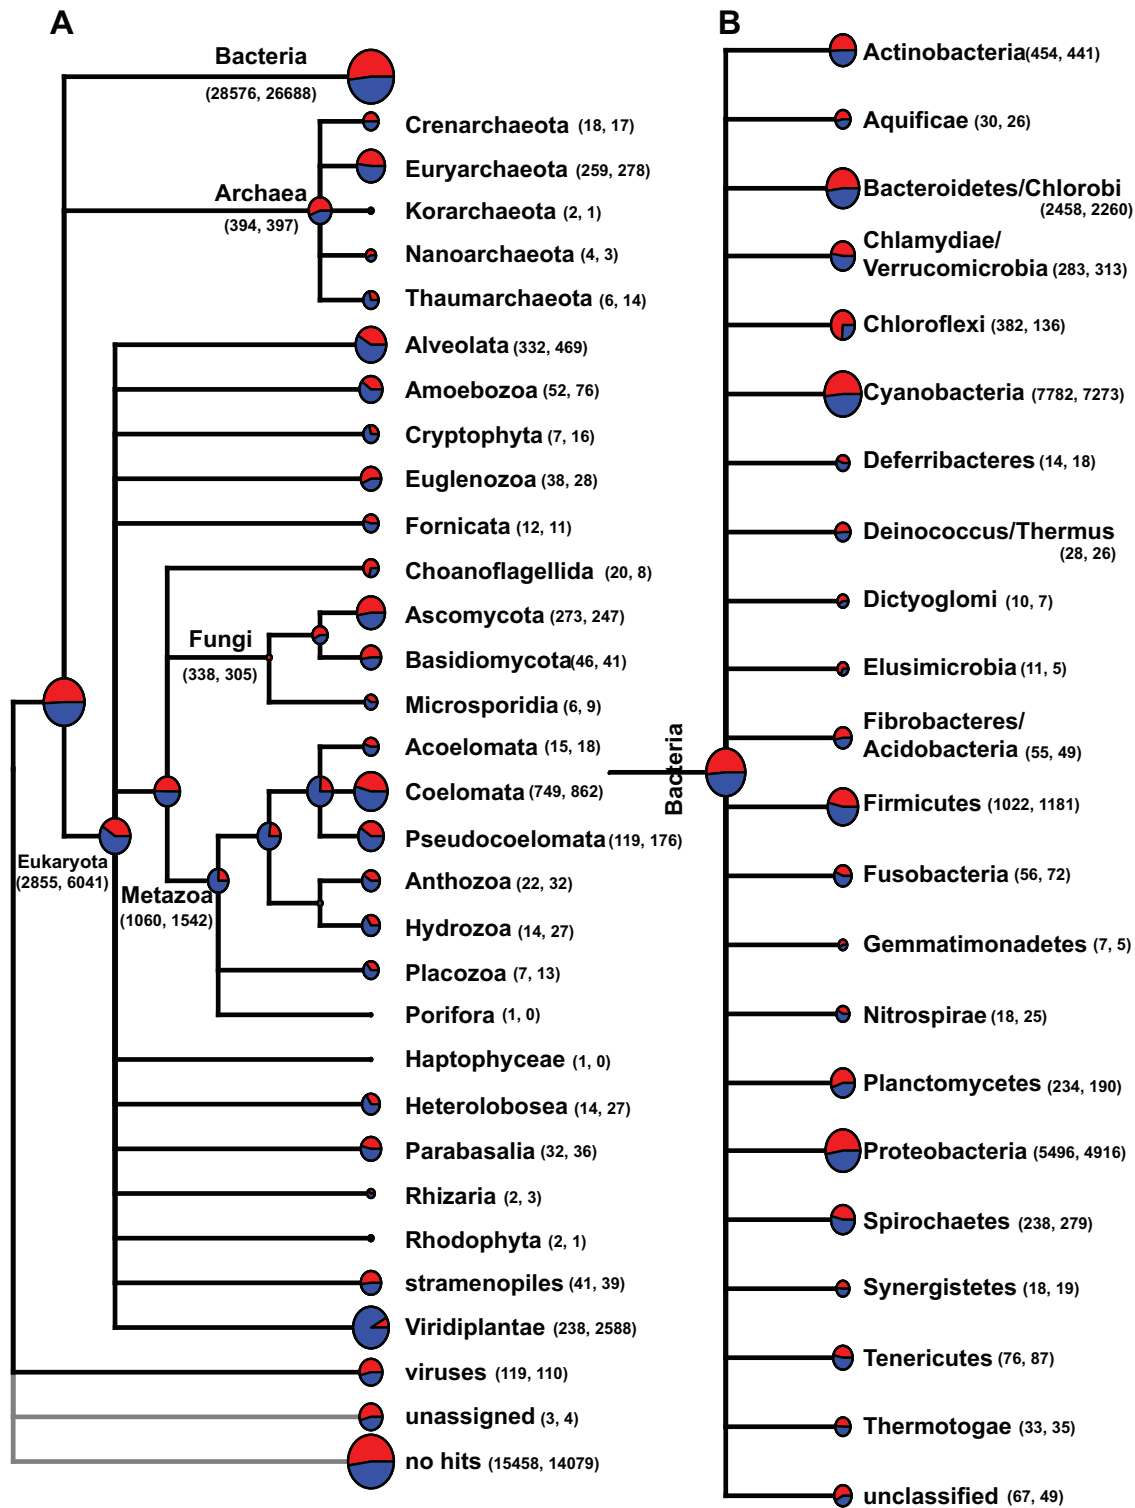 A
Bacteria
(28576, 26688)
Crenarchaeota (18, 17)
Euryarchaeota (259, 278)
Archaea
(394, 397)
Korarchaeota (2, 1)
Nanoarchaeota (4, 3)
Thaumarchaeota (6, 14)
Alveolata (332, 469)
Amoebozoa (52, 76)
Cryptophyta (7, 16)
Euglenozoa (38, 28)
Fornicata (12, 11)
Choanoflagellida (20, 8)
Ascomycota (273, 247)
Fungi
(338, 305)
Basidiomycota(46, 41)
Microsporidia (6, 9)
Acoelomata (15, 18)
Coelomata (749, 862)
Pseudocoelomata (119, 176)
Eukaryota
(2855, 6041)
Metazoa
(1060, 1542)
Anthozoa (22, 32)
Hydrozoa (14, 27)
Placozoa (7, 13)
Porifora (1, 0)
Haptophyceae (1, 0)
Heterolobosea (14, 27)
Parabasalia (32, 36)
Rhizaria (2, 3)
Rhodophyta (2, 1)
stramenopiles (41, 39)
Viridiplantae (238, 2588)
viruses (119, 110)
unassigned (3, 4)
no hits (15458, 14079)
B
Bacteria
Actinobacteria(454, 441)
Aquificae (30, 26)
Bacteroidetes/Chlorobi
(2458, 2260)
Chlamydiae/
Verrucomicrobia (283, 313)
Chloroflexi (382, 136)
Cyanobacteria (7782, 7273)
Deferribacteres (14, 18)
Deinococcus/Thermus
(28, 26)
Dictyoglomi (10, 7)
Elusimicrobia (11, 5)
Fibrobacteres/
Acidobacteria (55, 49)
Firmicutes (1022, 1181)
Fusobacteria (56, 72)
Gemmatimonadetes (7, 5)
Nitrospirae (18, 25)
Planctomycetes (234, 190)
Proteobacteria (5496, 4916)
Spirochaetes (238, 279)
Synergistetes (18, 19)
Tenericutes (76, 87)
Thermotogae (33, 35)
unclassified (67, 49)